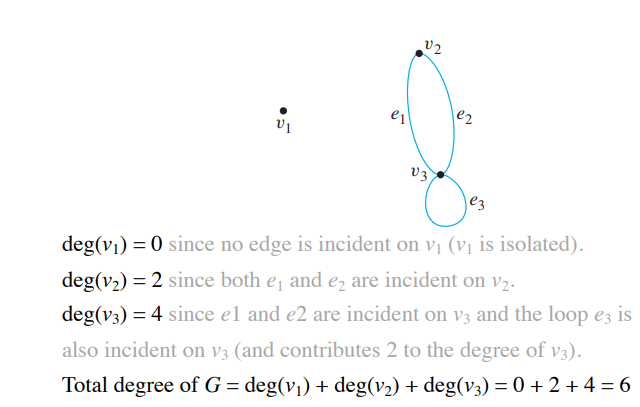 v₂
v₁
e₁
e₂
v₃
e₃
deg(v₁) = 0 since no edge is incident on v₁ (v₁ is isolated).
deg(v₂) = 2 since both e₁ and e₂ are incident on v₂.
deg(v₃) = 4 since e1 and e2 are incident on v₃ and the loop e₃ is
also incident on v₃ (and contributes 2 to the degree of v₃).
Total degree of G = deg(v₁) + deg(v₂) + deg(v₃) = 0 + 2 + 4 = 6